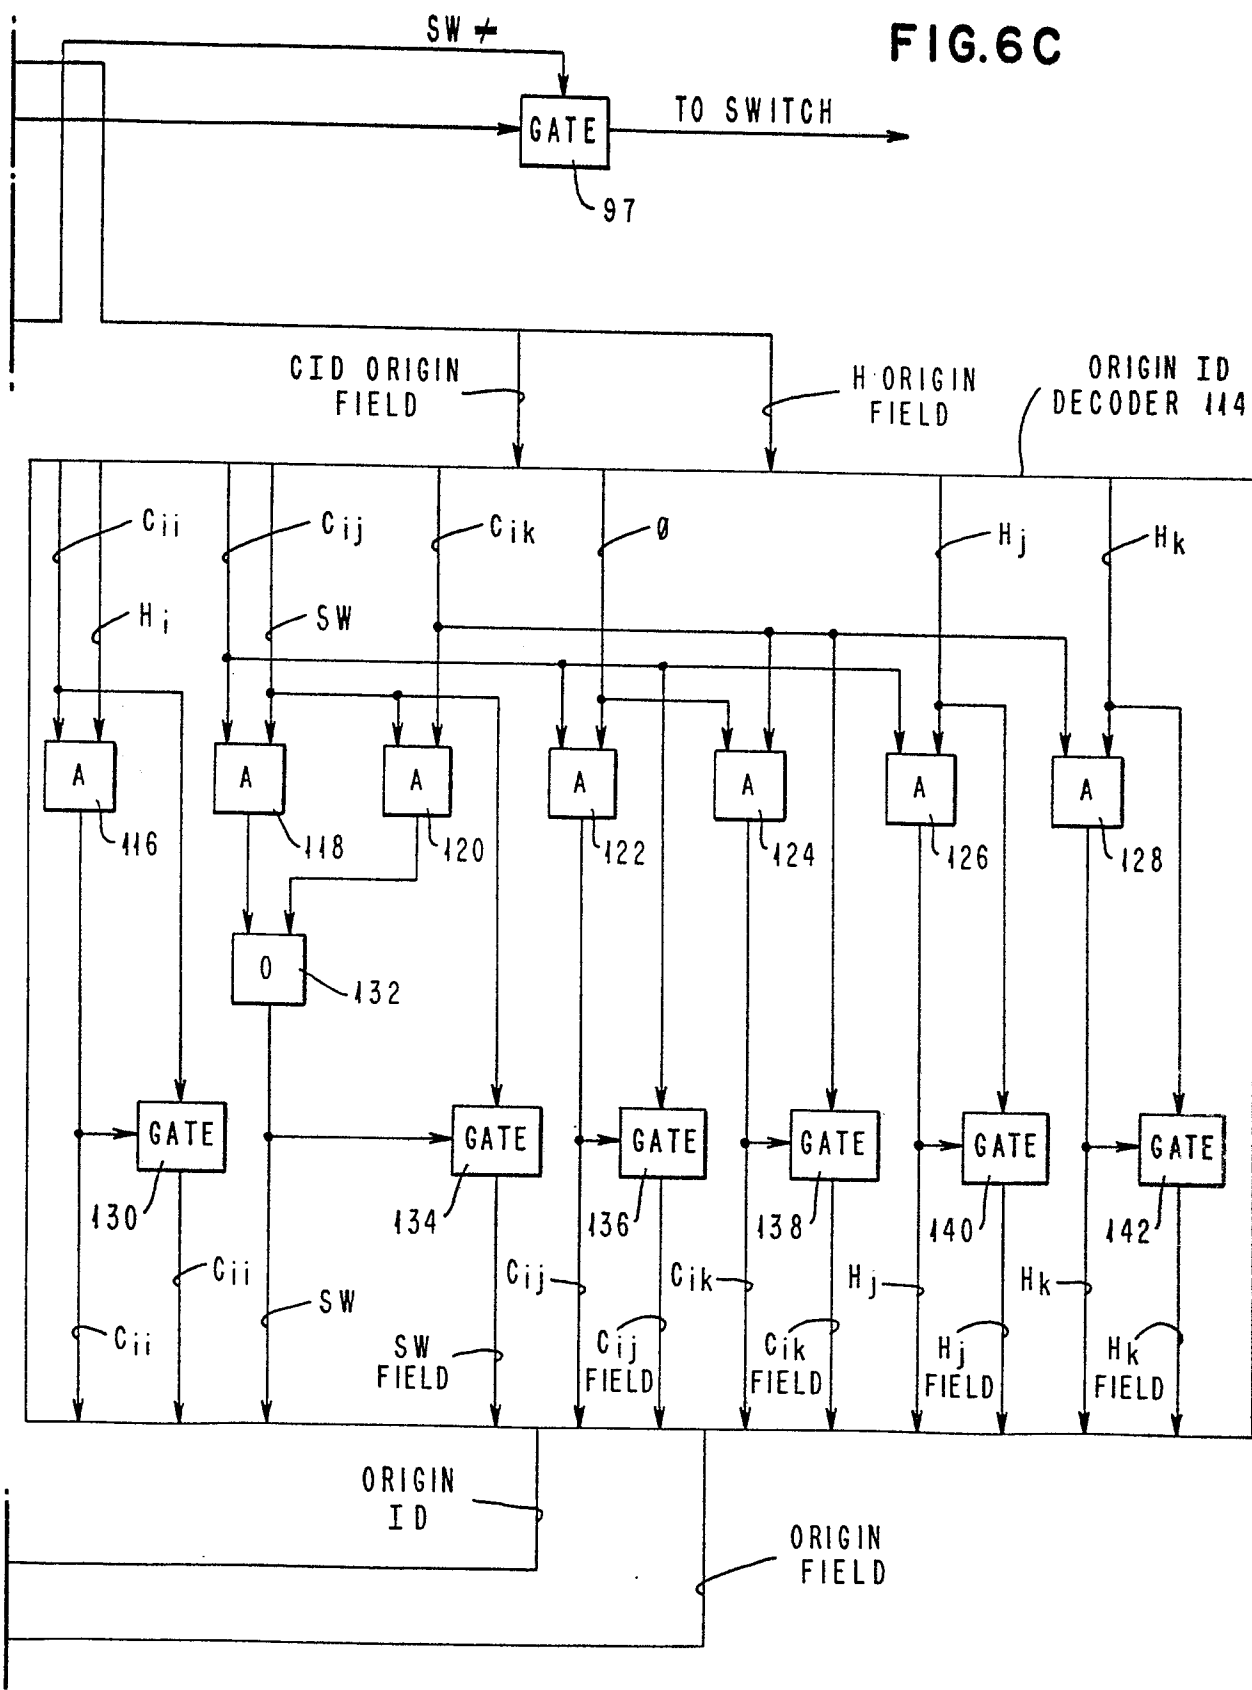 FIG.6C
SW ≠
GATE
TO SWITCH
97
CID ORIGIN
FIELD
H ORIGIN
FIELD
ORIGIN ID
DECODER 114
Cii
Hi
Cij
SW
Cik
Ø
Hj
Hk
A
116
A
118
A
120
A
122
A
124
A
126
A
128
O
132
GATE
130
GATE
134
GATE
136
GATE
138
GATE
140
GATE
142
Cii
Cii
SW
SW
FIELD
Cij
Cij
FIELD
Cik
Cik
FIELD
Hj
Hj
FIELD
Hk
Hk
FIELD
ORIGIN
ID
ORIGIN
FIELD